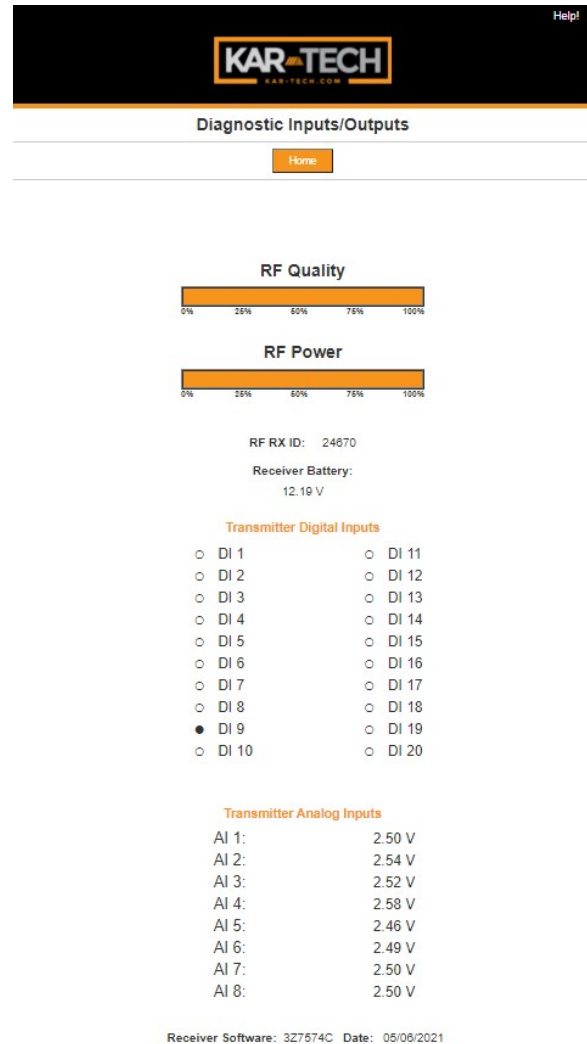 Help!
KAR-TECH
KAR-TECH.COM
Diagnostic Inputs/Outputs
Home
RF Quality
0% 25% 50% 75% 100%
RF Power
0% 25% 50% 75% 100%
RF RX ID: 24670
Receiver Battery:
12.19 V
Transmitter Digital Inputs
DI 1 DI 11
DI 2 DI 12
DI 3 DI 13
DI 4 DI 14
DI 5 DI 15
DI 6 DI 16
DI 7 DI 17
DI 8 DI 18
DI 9 DI 19
DI 10 DI 20
Transmitter Analog Inputs
AI 1: 2.50 V
AI 2: 2.54 V
AI 3: 2.52 V
AI 4: 2.58 V
AI 5: 2.46 V
AI 6: 2.49 V
AI 7: 2.50 V
AI 8: 2.50 V
Receiver Software: 3Z7574C Date: 05/06/2021